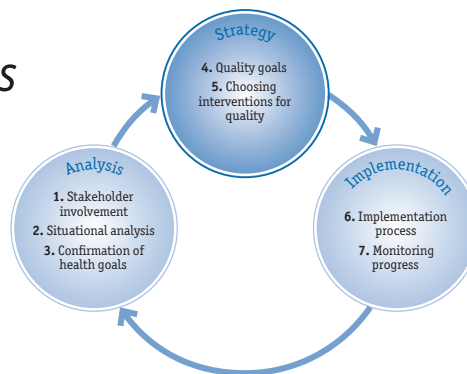 s
Strategy
4. Quality goals
5. Choosing
interventions for
quality
Analysis
1. Stakeholder
involvement
2. Situational analysis
3. Confirmation of
health goals
Implementation
6. Implementation
process
7. Monitoring
progress